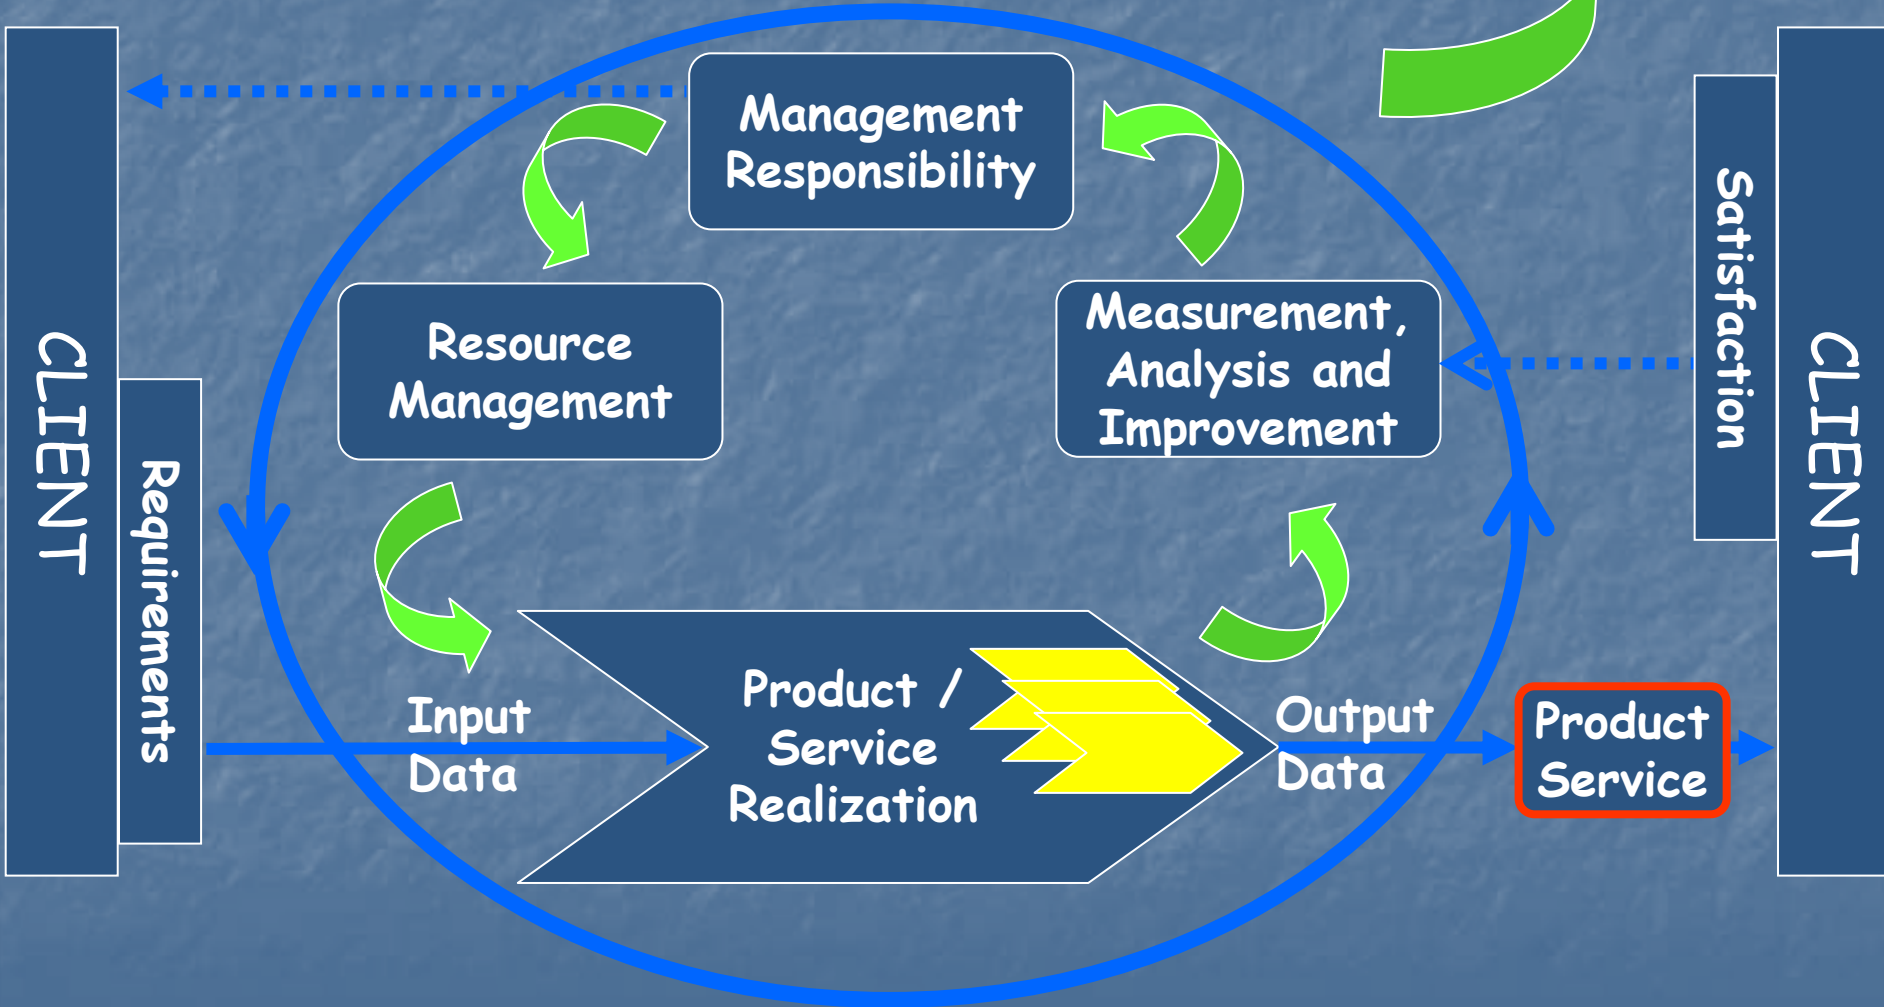 CLIENT
Requirements
Management
Responsibility
Resource
Management
Measurement,
Analysis and
Improvement
Input
Data
Product /
Service
Realization
Output
Data
Product
Service
Satisfaction
CLIENT